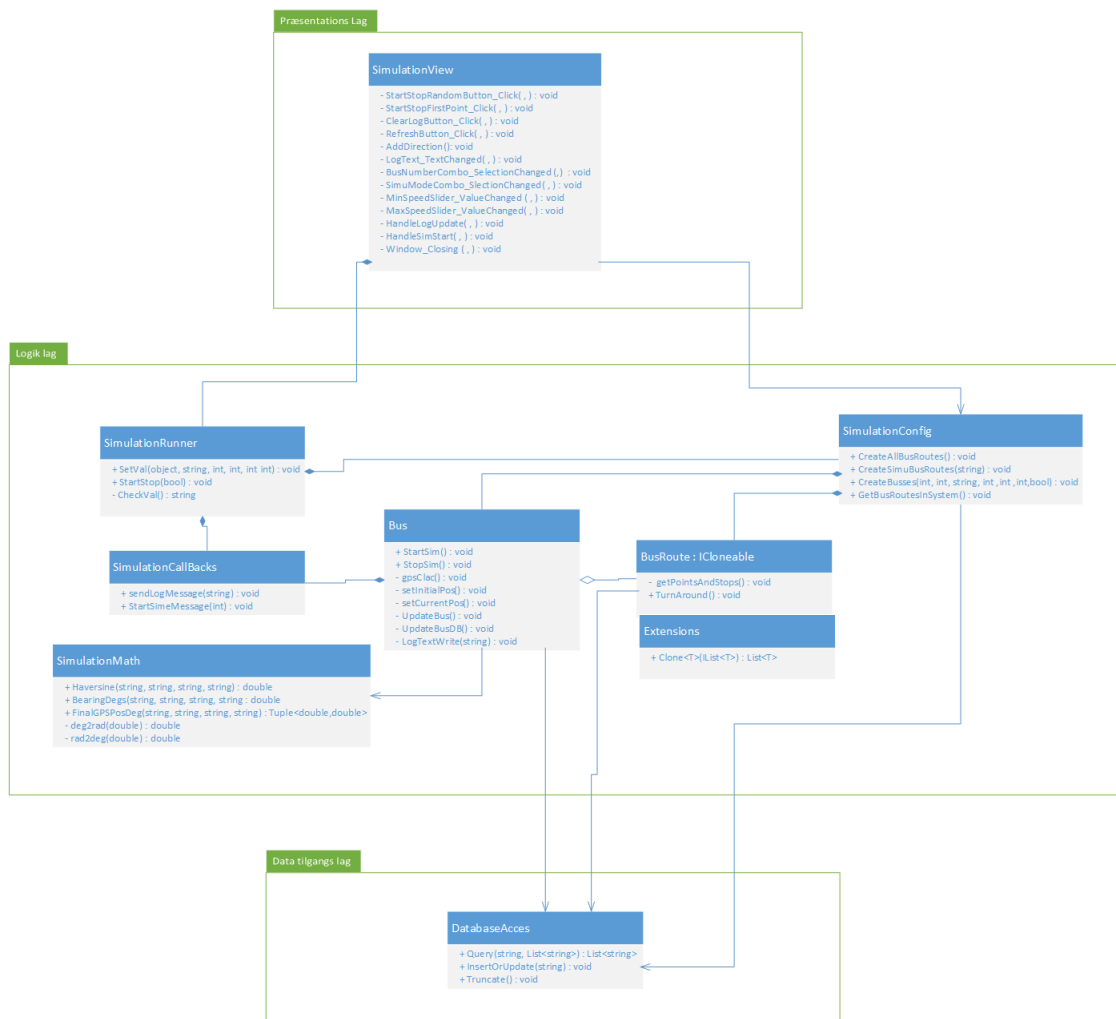 Præsentations Lag
SimulationView
- StartStopRandomButton_Click( , ) : void
- StartStopFirstPoint_Click( , ) : void
- ClearLogButton_Click( , ) : void
- RefreshButton_Click( , ) : void
- AddDirection(): void
- LogText_TextChanged( , ) : void
- BusNumberCombo_SelectionChanged (,) : void
- SimuModeCombo_SlectionChanged( , ) : void
- MinSpeedSlider_ValueChanged ( , ) : void
- MaxSpeedSlider_ValueChanged( , ) : void
- HandleLogUpdate( , ) : void
- HandleSimStart( , ) : void
- Window_Closing ( , ) : void
Logik lag
SimulationRunner
+ SetVal(object, string, int, int, int int) : void
+ StartStop(bool) : void
- CheckVal() : string
SimulationConfig
+ CreateAllBusRoutes() : void
+ CreateSimuBusRoutes(string) : void
+ CreateBusses(int, int, string, int ,int ,int,bool) : void
+ GetBusRoutesInSystem() : void
Bus
+ StartSim() : void
+ StopSim() : void
- gpsClac() : void
- setInitialPos() : void
- setCurrentPos() : void
- UpdateBus() : void
- UpdateBusDB() : void
- LogTextWrite(string) : void
SimulationCallBacks
+ sendLogMessage(string) : void
+ StartSimeMessage(int) : void
BusRoute : ICloneable
- getPointsAndStops() : void
+ TurnAround() : void
Extensions
+ Clone<T>(IList<T>) : List<T>
SimulationMath
+ Haversine(string, string, string, string) : double
+ BearingDegs(string, string, string, string : double
+ FinalGPSPosDeg(string, string, string, string) : Tuple<double,double>
- deg2rad(double) : double
- rad2deg(double) : double
Data tilgangs lag
DatabaseAcces
+ Query(string, List<string>) : List<string>
+ InsertOrUpdate(string) : void
+ Truncate() : void